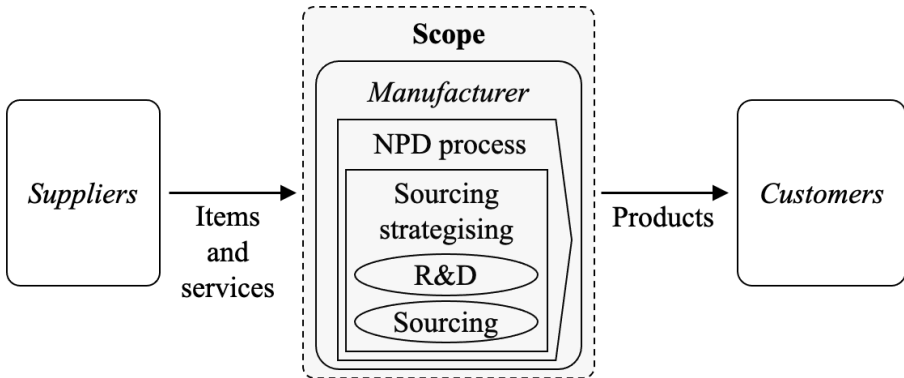 Scope
Manufacturer
NPD process
Sourcing
strategising
R&D
Sourcing
Suppliers
Items
and
services
Products
Customers